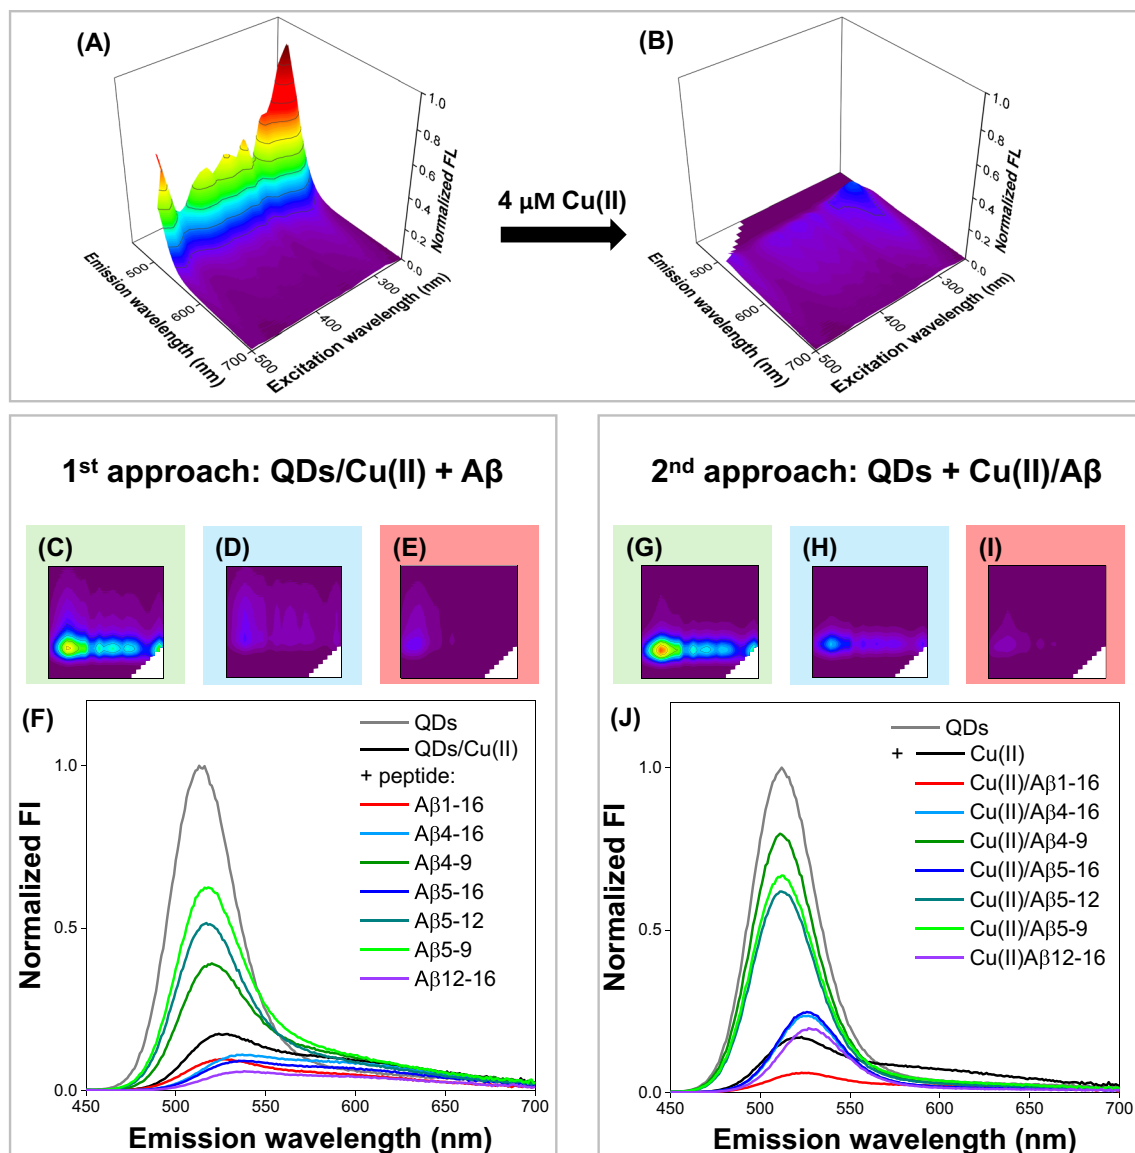 (A)
(B)
1.0
0.8
0.6
0.4
0.2
0.0
Normalized FL
500
600
700
Emission wavelength (nm)
500
400
300
Excitation wavelength (nm)
4 µM Cu(II)
1.0
0.8
0.6
0.4
0.2
0.0
Normalized FL
500
600
700
Emission wavelength (nm)
500
400
300
Excitation wavelength (nm)
1st approach: QDs/Cu(II) + Aβ
(C)
(D)
(E)
(F)
QDs
QDs/Cu(II)
+ peptide:
Aβ1-16
Aβ4-16
Aβ4-9
Aβ5-16
Aβ5-12
Aβ5-9
Aβ12-16
1.0
0.5
0.0
Normalized FI
450
500
550
600
650
700
Emission wavelength (nm)
2nd approach: QDs + Cu(II)/Aβ
(G)
(H)
(I)
(J)
QDs
+ Cu(II)
Cu(II)/Aβ1-16
Cu(II)/Aβ4-16
Cu(II)/Aβ4-9
Cu(II)/Aβ5-16
Cu(II)/Aβ5-12
Cu(II)/Aβ5-9
Cu(II)Aβ12-16
1.0
0.5
0.0
Normalized FI
450
500
550
600
650
700
Emission wavelength (nm)